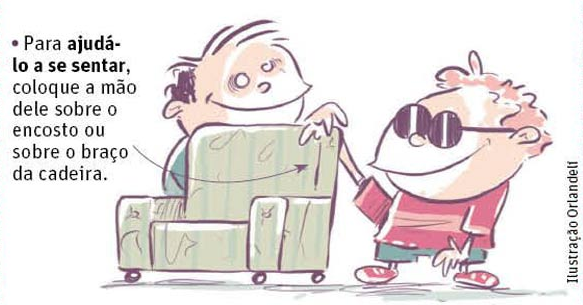 • Para ajudá-
lo a se sentar,
coloque a mão
dele sobre o
encosto ou
sobre o braço
da cadeira.
Ilustração Orlandeli